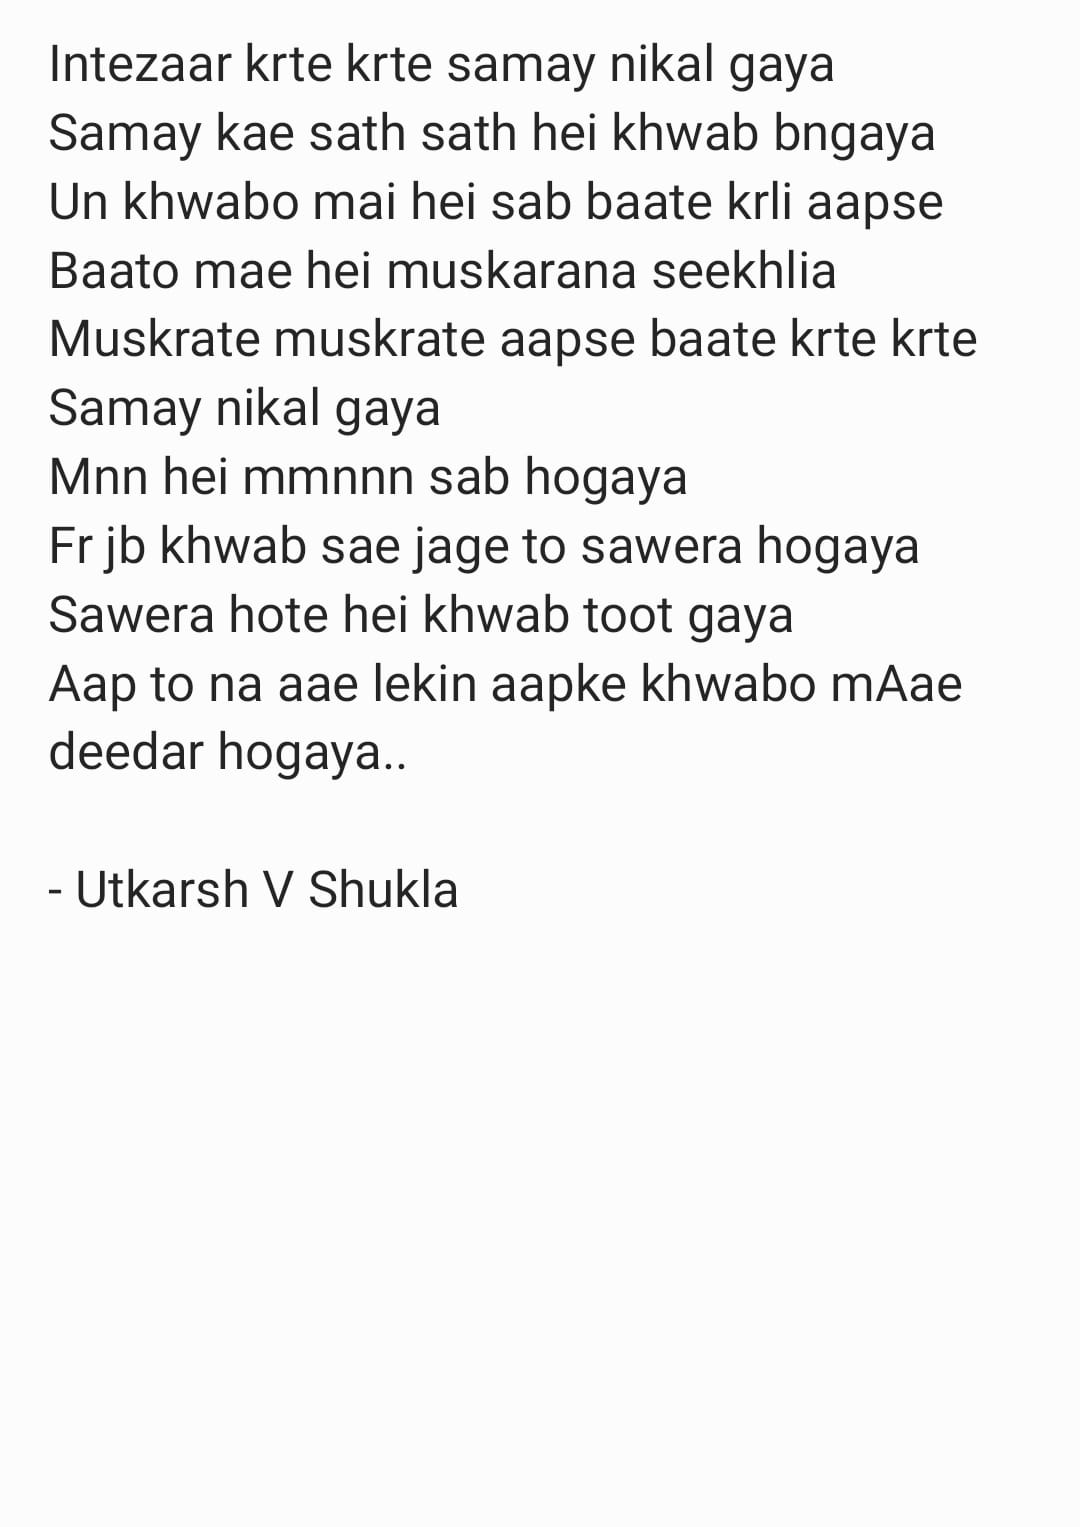 Intezaar krte krte samay nikal gaya
Samay kae sath sath hei khwab bngaya
Un khwabo mai hei sab baate krli aapse
Baato mae hei muskarana seekhlia
Muskrate muskrate aapse baate krte krte
Samay nikal gaya
Mnn hei mmnnn sab hogaya
Fr jb khwab sae jage to sawera hogaya
Sawera hote hei khwab toot gaya
Aap to na aae lekin aapke khwabo mAae
deedar hogaya..
- Utkarsh V Shukla